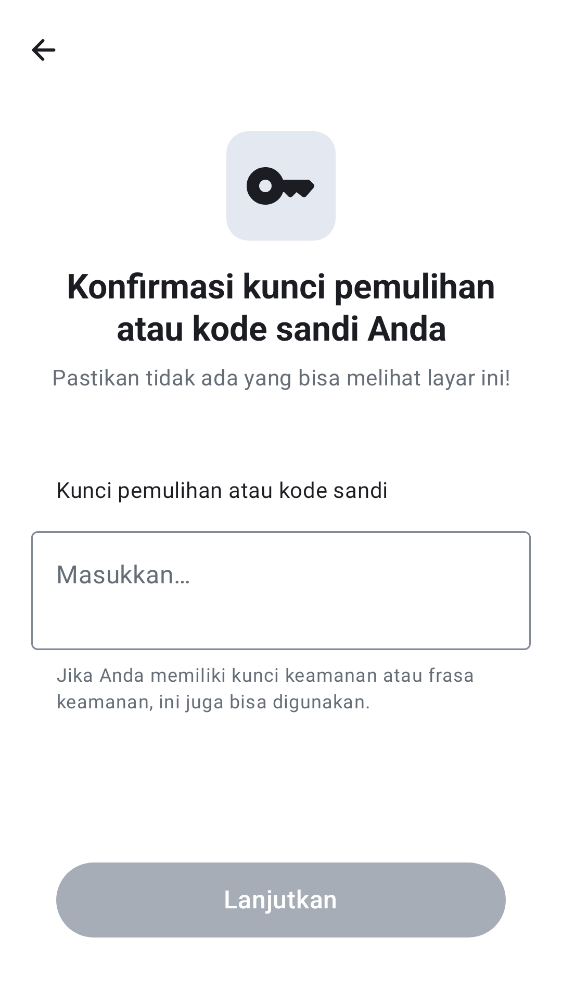 Konfirmasi kunci pemulihan
atau kode sandi Anda
Pastikan tidak ada yang bisa melihat layar ini!
Kunci pemulihan atau kode sandi
Masukkan…
Jika Anda memiliki kunci keamanan atau frasa
keamanan, ini juga bisa digunakan.
Lanjutkan